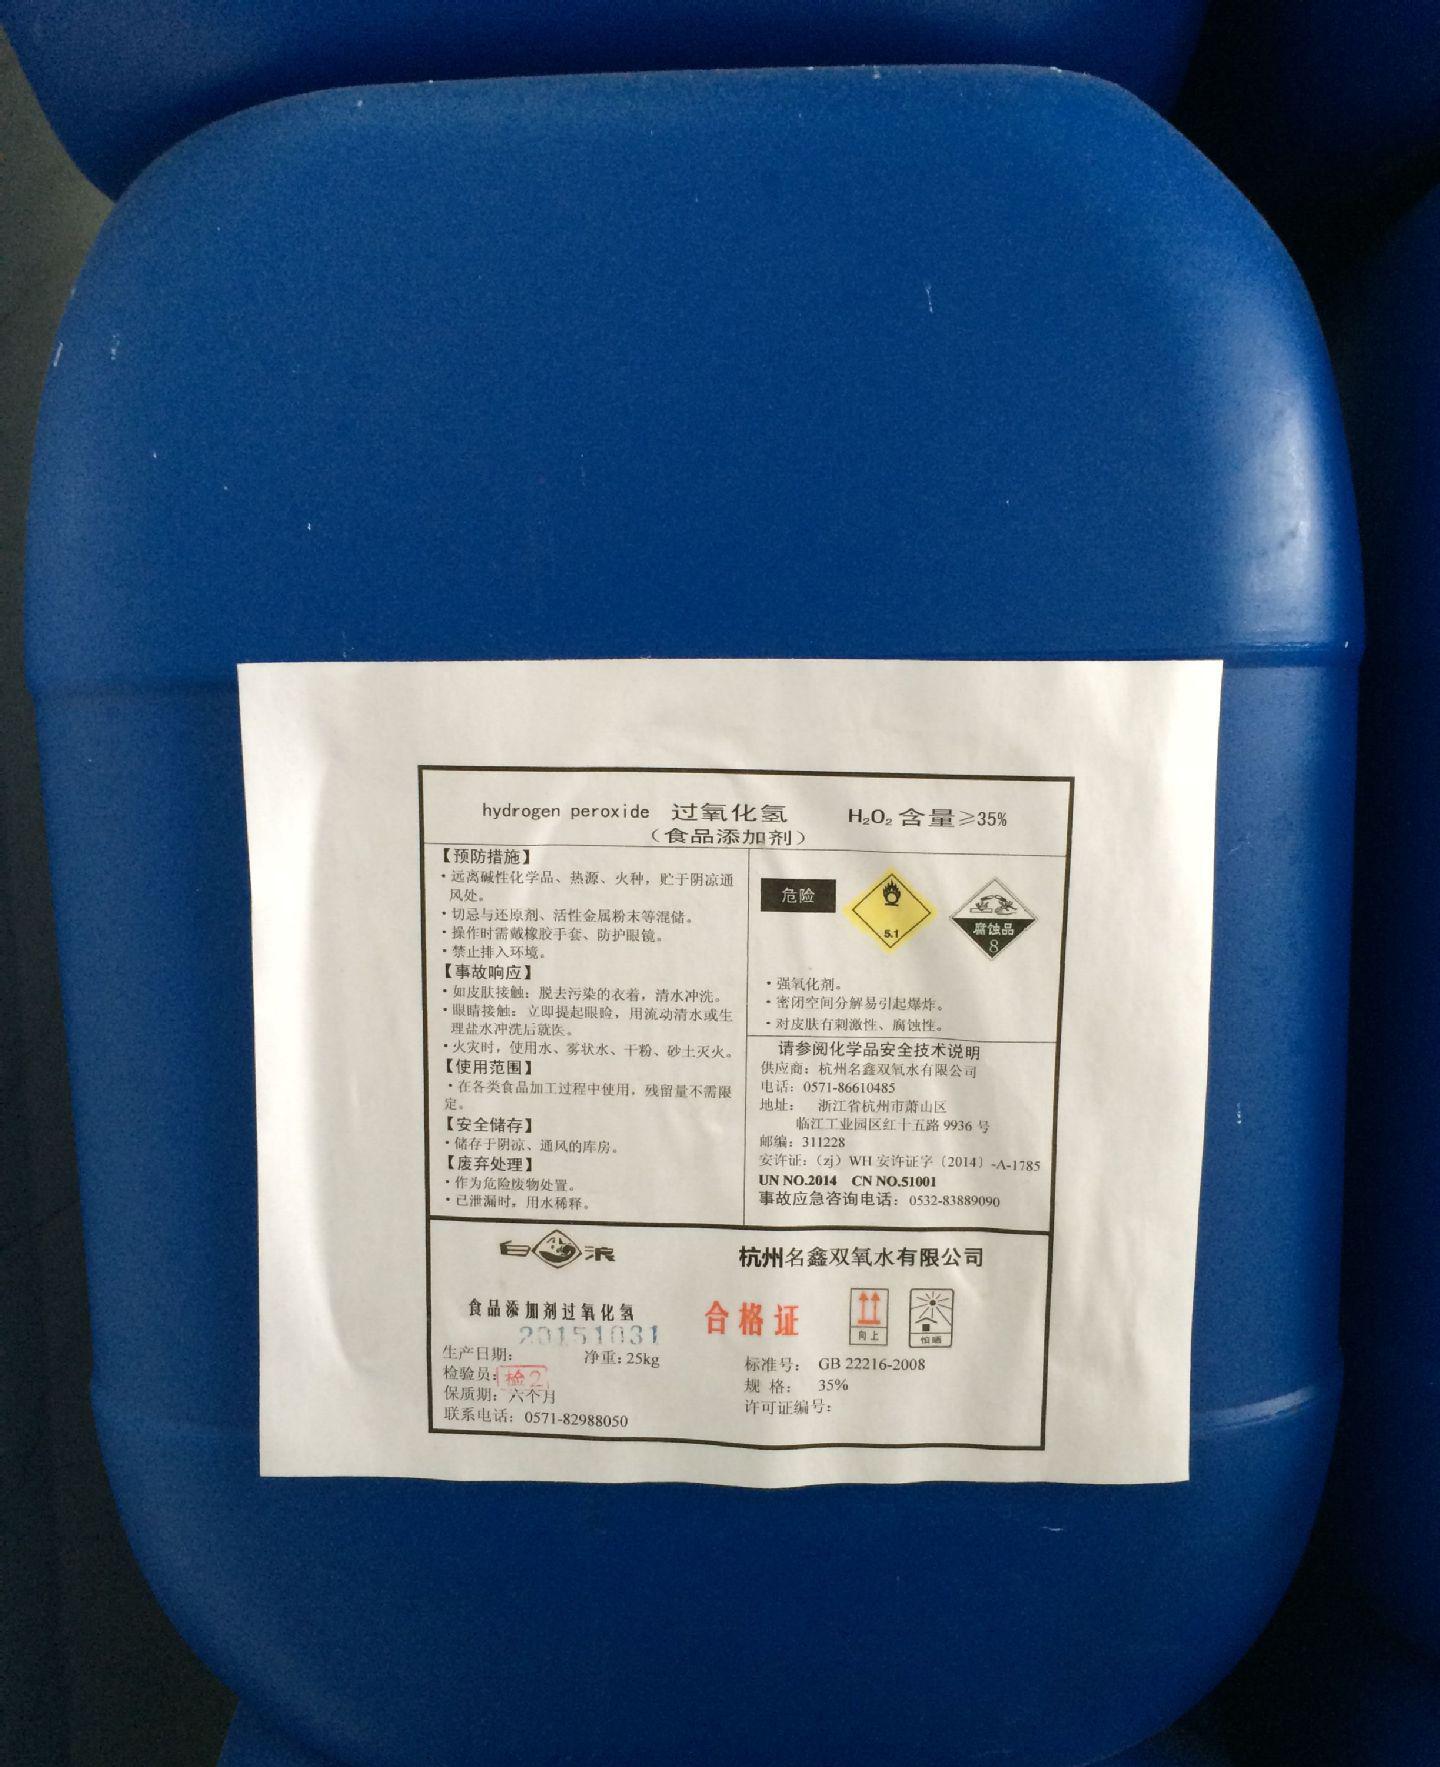 hydrogen peroxide 过氧化氢 H₂O₂ 含量≥35%
（食品添加剂）
【预防措施】
·远离碱性化学品、热源、火种，贮于阴凉通
风处。
·切忌与还原剂、活性金属粉末等混储。
·操作时需戴橡胶手套、防护眼镜。
·禁止排入环境。
【事故响应】
·如皮肤接触：脱去污染的衣着，清水冲洗。
·眼睛接触：立即提起眼睑，用流动清水或生
理盐水冲洗后就医。
·火灾时，使用水、雾状水、干粉、砂土灭火。
【使用范围】
·在各类食品加工过程中使用，残留量不需限
定。
【安全储存】
·储存于阴凉、通风的库房。
【废弃处理】
·作为危险废物处置。
·已泄漏时，用水稀释。
危险
5.1
腐蚀品
8
·强氧化剂。
·密闭空间分解易引起爆炸。
·对皮肤有刺激性、腐蚀性。
请参阅化学品安全技术说明
供应商：杭州名鑫双氧水有限公司
电话：0571-86610485
地址： 浙江省杭州市萧山区
临江工业园区红十五路 9936 号
邮编：311228
安许证：（zj）WH 安许证字〔2014〕-A-1785
UN NO.2014 CN NO.51001
事故应急咨询电话：0532-83889090
白浪
杭州名鑫双氧水有限公司
食品添加剂过氧化氢
合格证
向上
怕晒
20151031
生产日期： 净重：25kg
检验员：检2
保质期：六个月
联系电话：0571-82988050
标准号： GB 22216-2008
规 格： 35%
许可证编号：